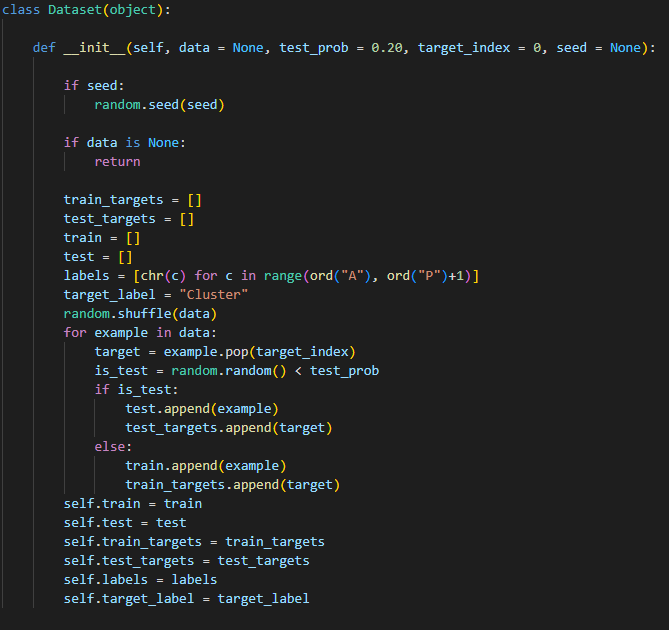 class Dataset(object):
def __init__(self, data = None, test_prob = 0.20, target_index = 0, seed = None):
if seed:
random.seed(seed)
if data is None:
return
train_targets = []
test_targets = []
train = []
test = []
labels = [chr(c) for c in range(ord("A"), ord("P")+1)]
target_label = "Cluster"
random.shuffle(data)
for example in data:
target = example.pop(target_index)
is_test = random.random() < test_prob
if is_test:
test.append(example)
test_targets.append(target)
else:
train.append(example)
train_targets.append(target)
self.train = train
self.test = test
self.train_targets = train_targets
self.test_targets = test_targets
self.labels = labels
self.target_label = target_label